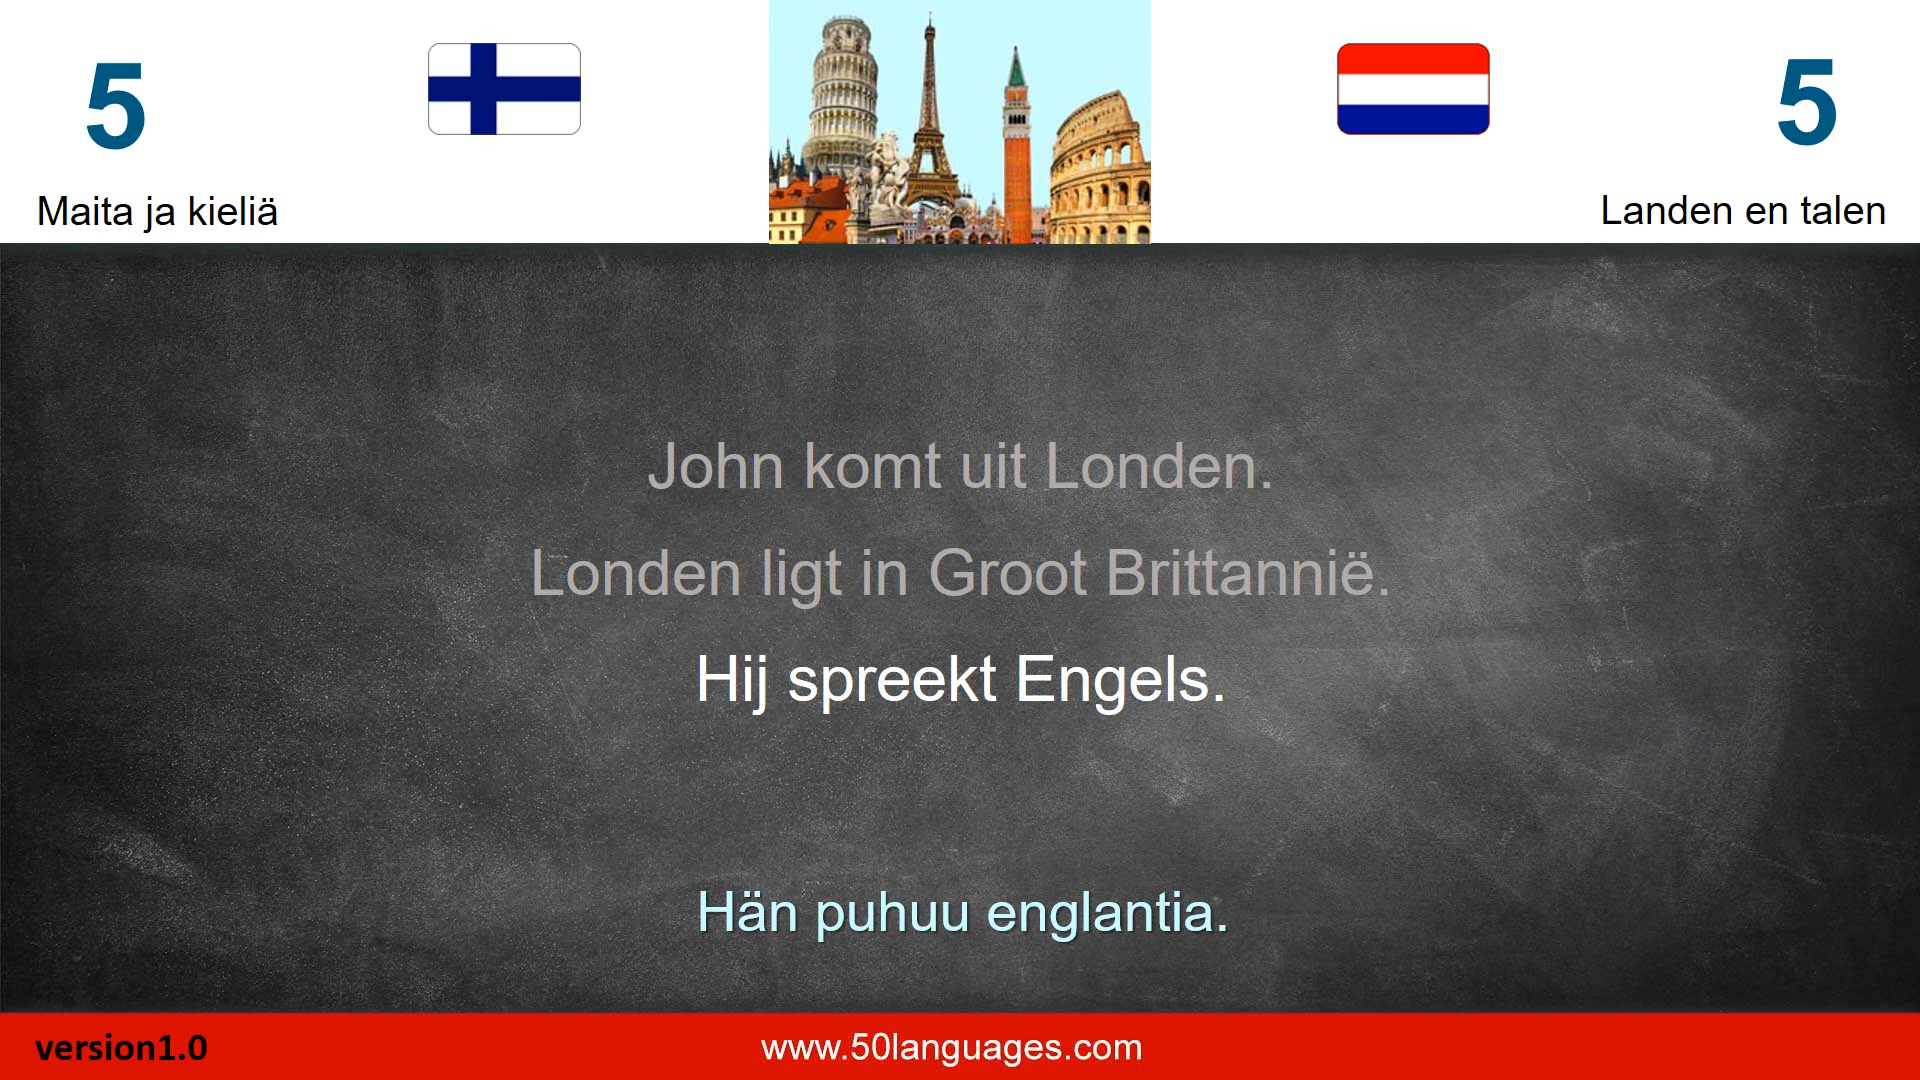 5
5
Maita ja kieliä
Landen en talen
John komt uit Londen.
Londen ligt in Groot Brittannië.
Hij spreekt Engels.
Hän puhuu englantia.
version1.0
www.50languages.com